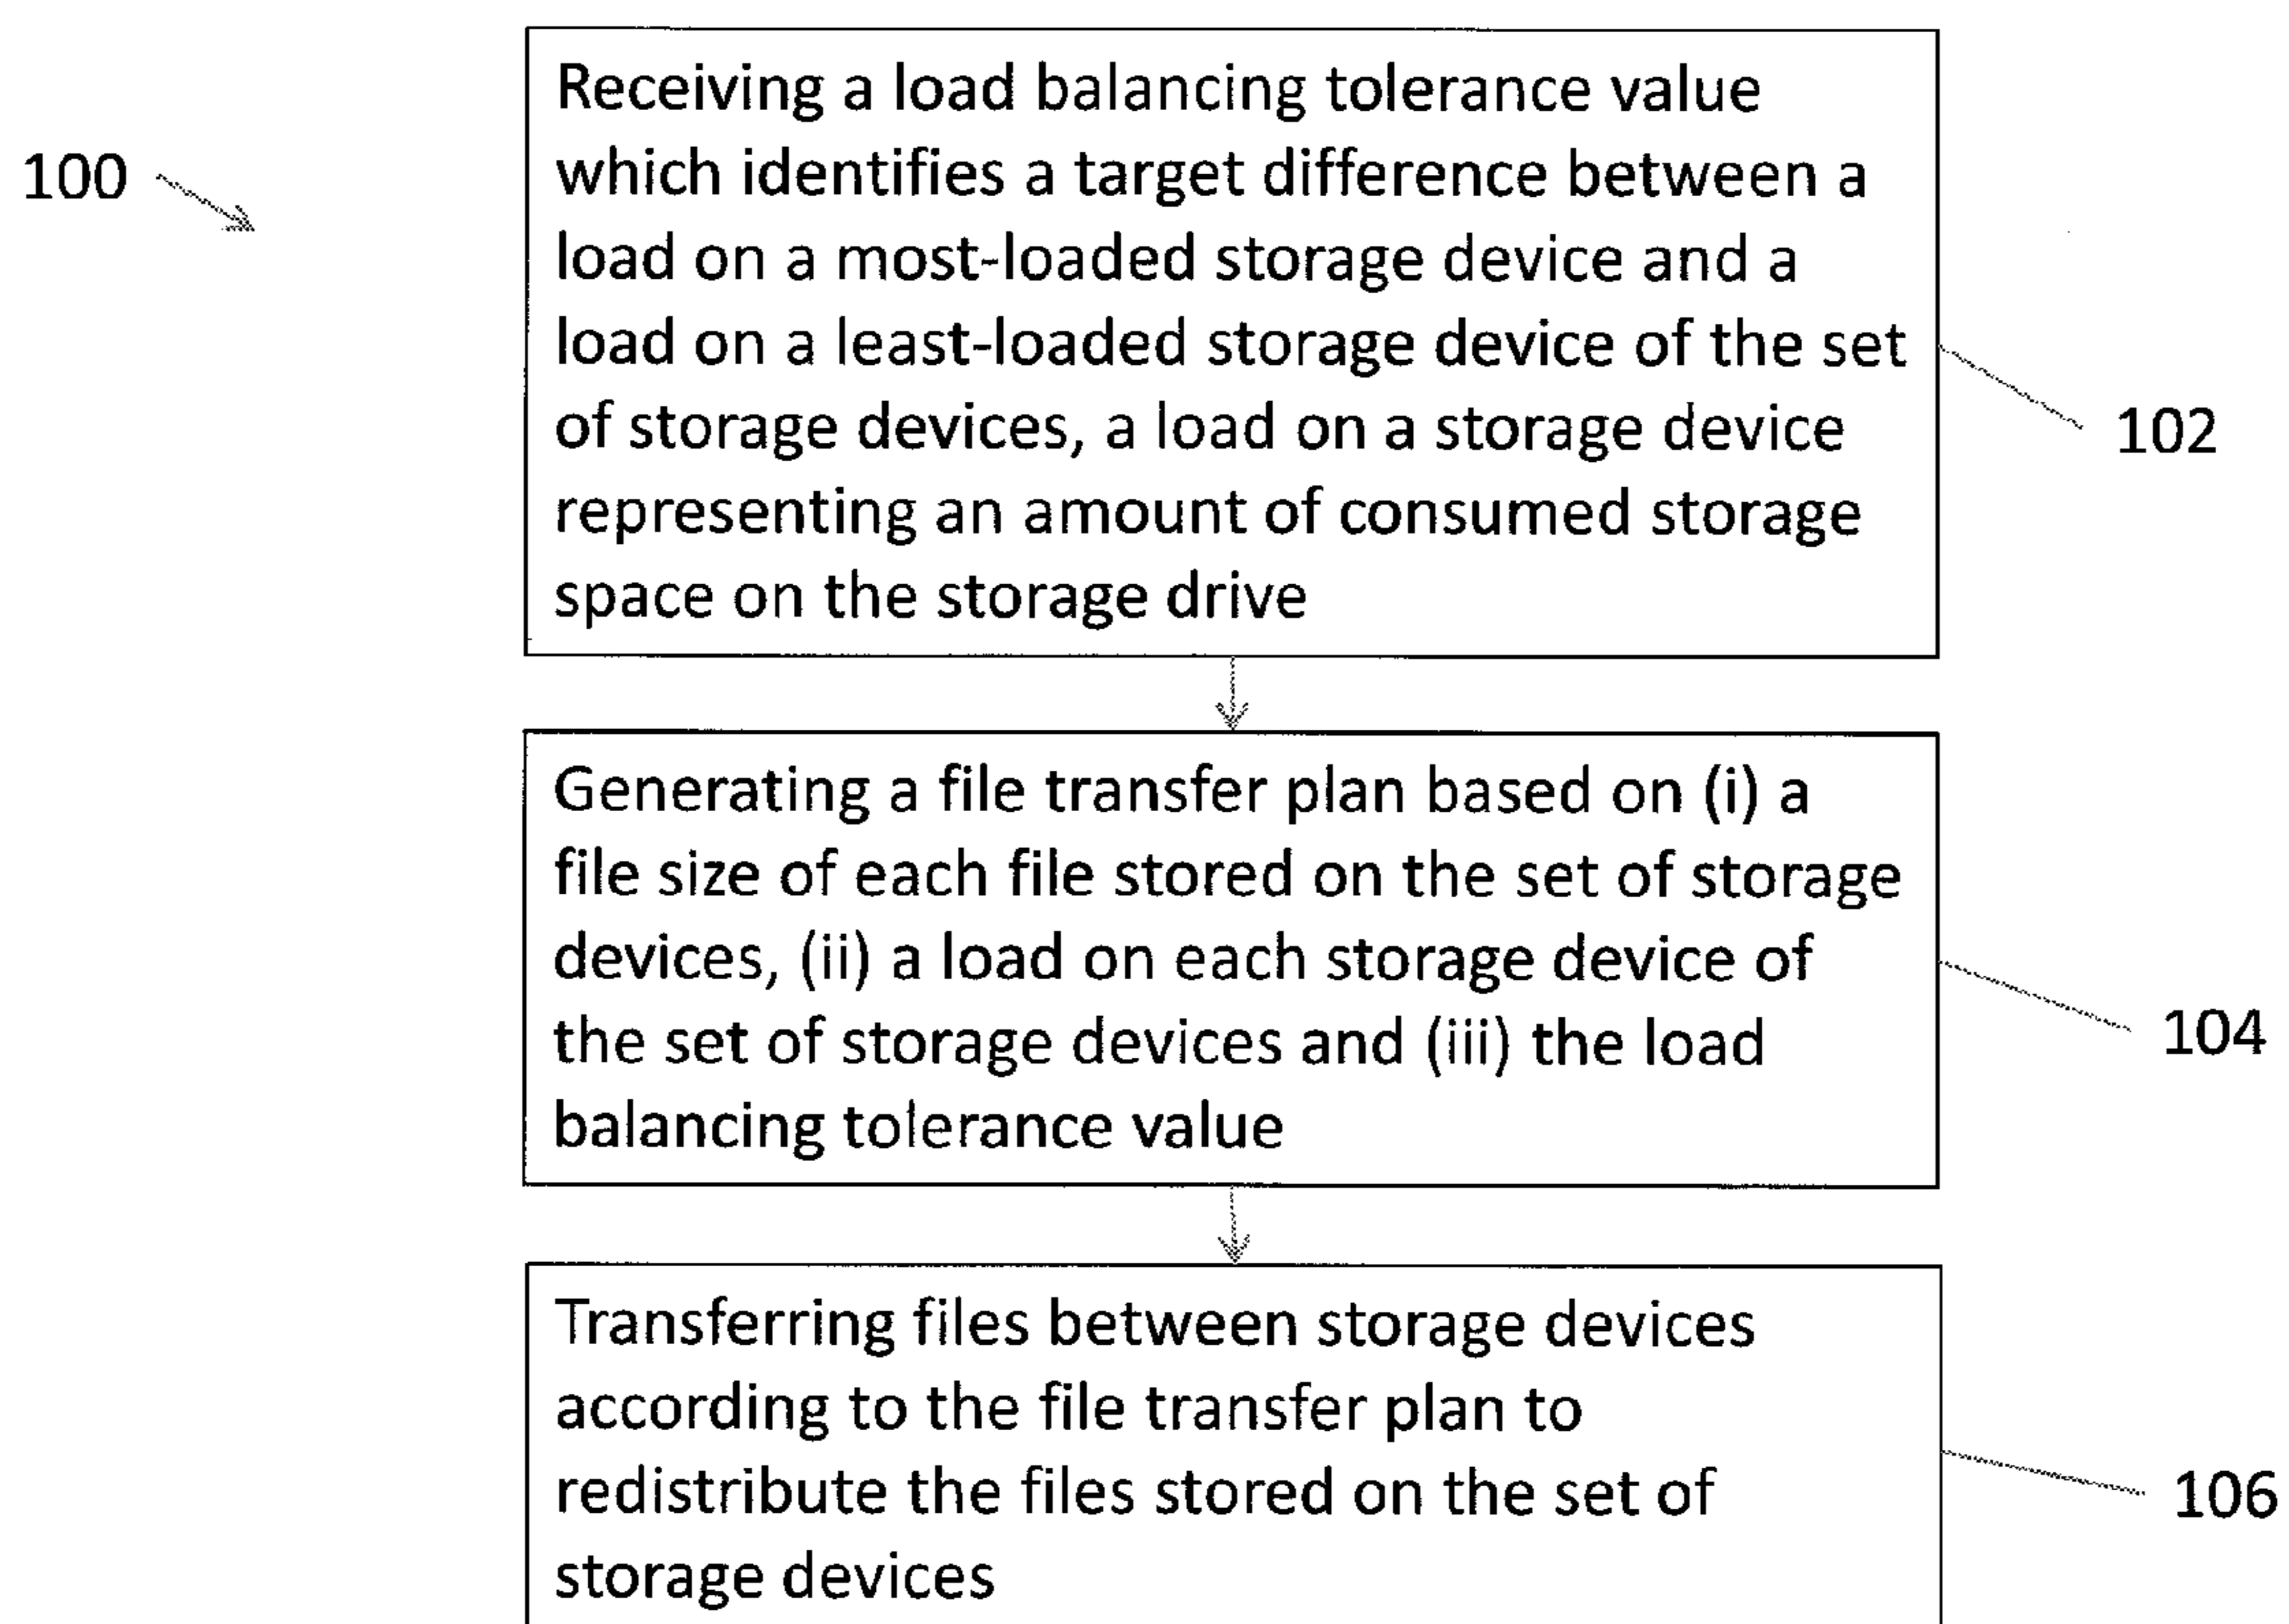 100
Receiving a load balancing tolerance value
which identifies a target difference between a
load on a most-loaded storage device and a
load on a least-loaded storage device of the set
of storage devices, a load on a storage device
representing an amount of consumed storage
space on the storage drive
102
Generating a file transfer plan based on (i) a
file size of each file stored on the set of storage
devices, (ii) a load on each storage device of
the set of storage devices and (iii) the load
balancing tolerance value
104
Transferring files between storage devices
according to the file transfer plan to
redistribute the files stored on the set of
storage devices
106